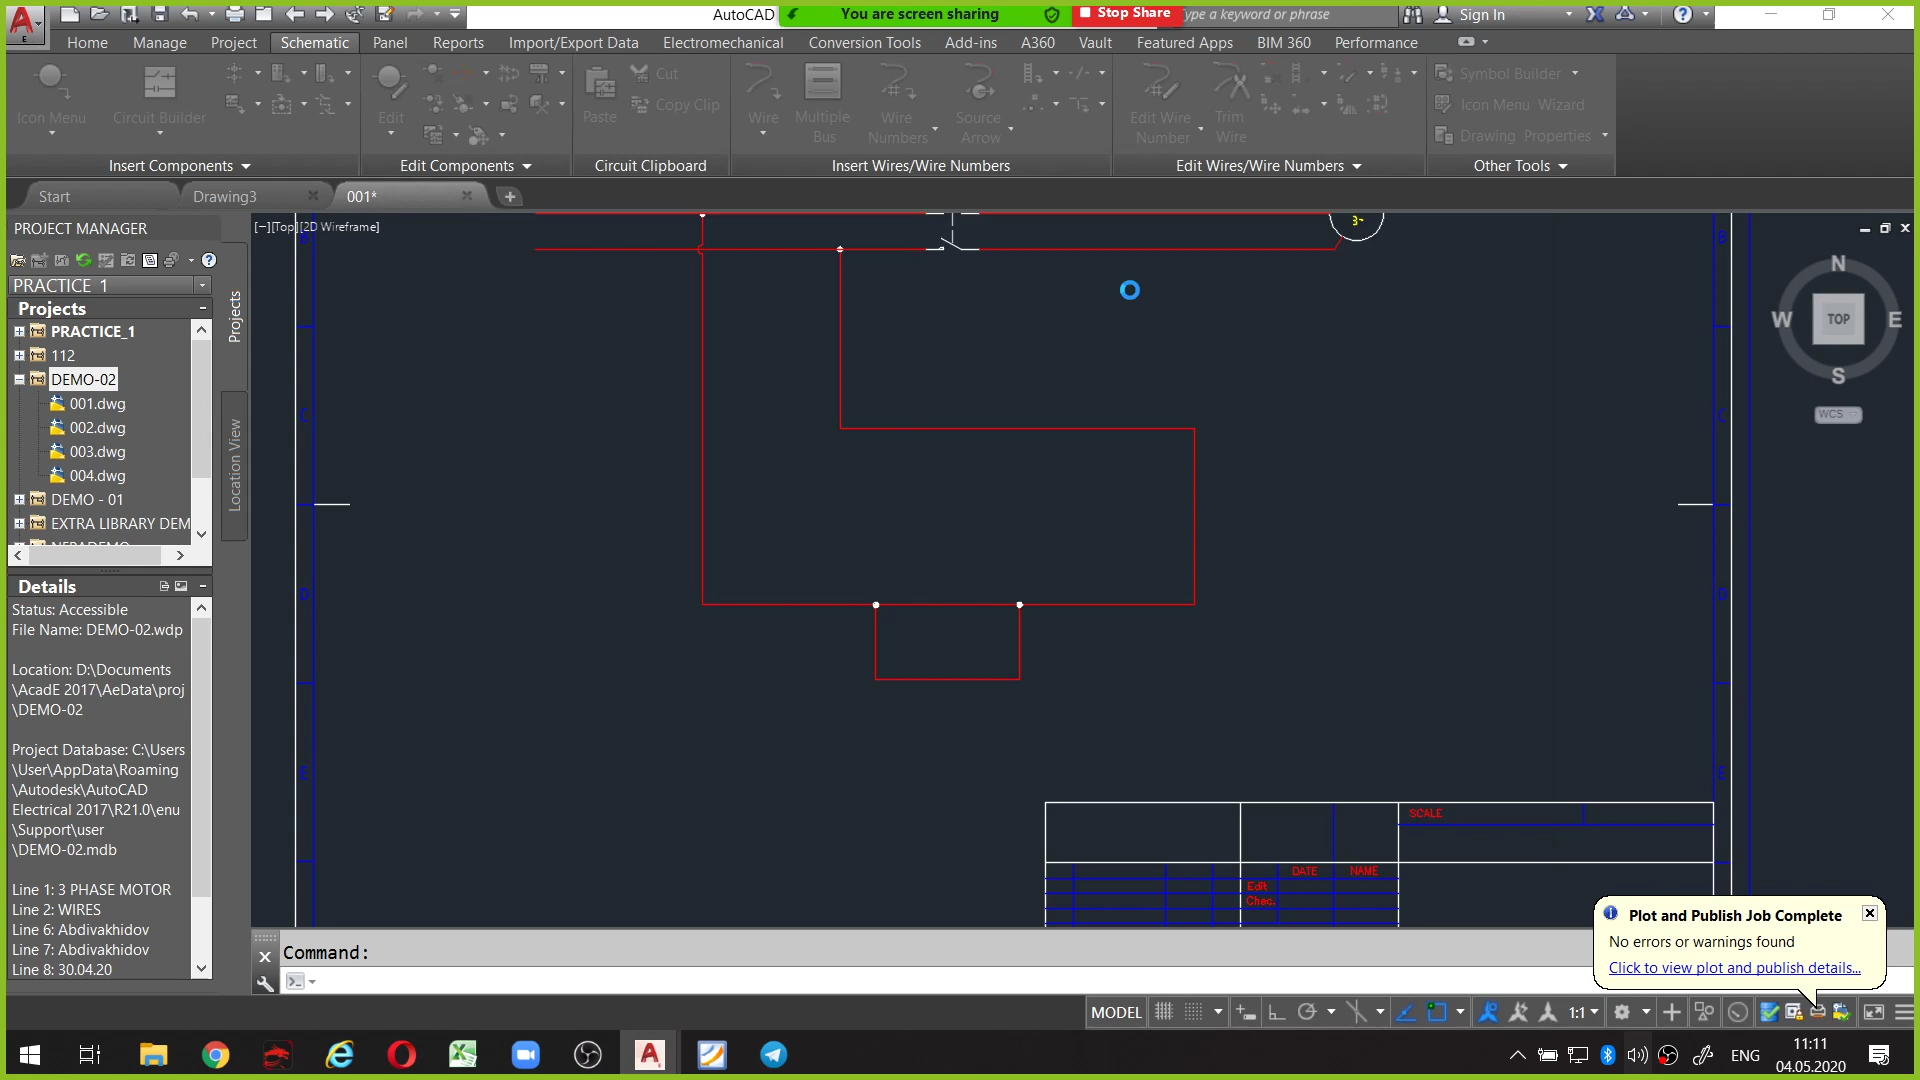 AutoCAD
You are screen sharing
Stop Share
Type a keyword or phrase
Sign In
Home
Manage
Project
Schematic
Panel
Reports
Import/Export Data
Electromechanical
Conversion Tools
Add-ins
A360
Vault
Featured Apps
BIM 360
Performance
Icon Menu
Circuit Builder
Edit
Paste
Cut
Copy Clip
Wire
Multiple
Bus
Wire
Numbers
Source
Arrow
Edit Wire
Number
Trim
Wire
Symbol Builder
Icon Menu Wizard
Drawing Properties
Insert Components
Edit Components
Circuit Clipboard
Insert Wires/Wire Numbers
Edit Wires/Wire Numbers
Other Tools
Start
Drawing3
001*
PROJECT MANAGER
PRACTICE_1
Projects
PRACTICE_1
112
DEMO-02
001.dwg
002.dwg
003.dwg
004.dwg
DEMO - 01
EXTRA LIBRARY DEM
Projects
Location View
Details
Status: Accessible
File Name: DEMO-02.wdp
Location: D:\Documents
\AcadE 2017\AeData\proj
\DEMO-02
Project Database: C:\Users
\User\AppData\Roaming
\Autodesk\AutoCAD
Electrical 2017\R21.0\enu
\Support\user
\DEMO-02.mdb
Line 1: 3 PHASE MOTOR
Line 2: WIRES
Line 6: Abdivakhidov
Line 7: Abdivakhidov
Line 8: 30.04.20
[−][Top][2D Wireframe]
3~
B
C
D
E
B
C
D
E
N
W
TOP
E
S
WCS
SCALE
DATE
NAME
Edit
Chec.
Plot and Publish Job Complete
No errors or warnings found
Click to view plot and publish details...
Command:
MODEL
1:1
ENG
11:11
04.05.2020